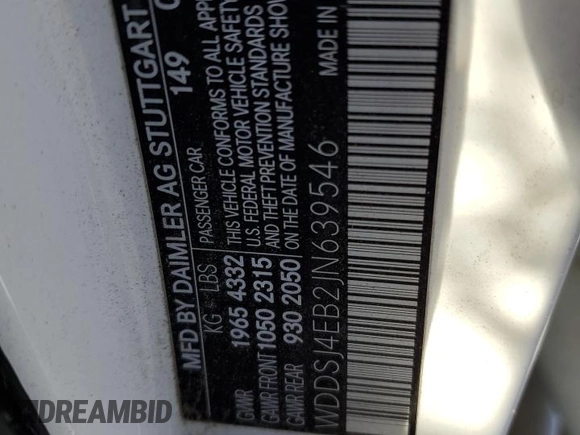 MFD BY DAIMLER AG STUTTGART
149
KG LBS PASSENGER CAR
GVWR 1965 4332 THIS VEHICLE CONFORMS TO ALL
GAWR FRONT 1050 2315 U.S. FEDERAL MOTOR VEHICLE SAFETY
GAWR REAR 930 2050 AND THEFT PREVENTION STANDARDS
ON THE DATE OF MANUFACTURE SHOW
MADE IN
WDDSJ4EB2JN639546
DREAMBID